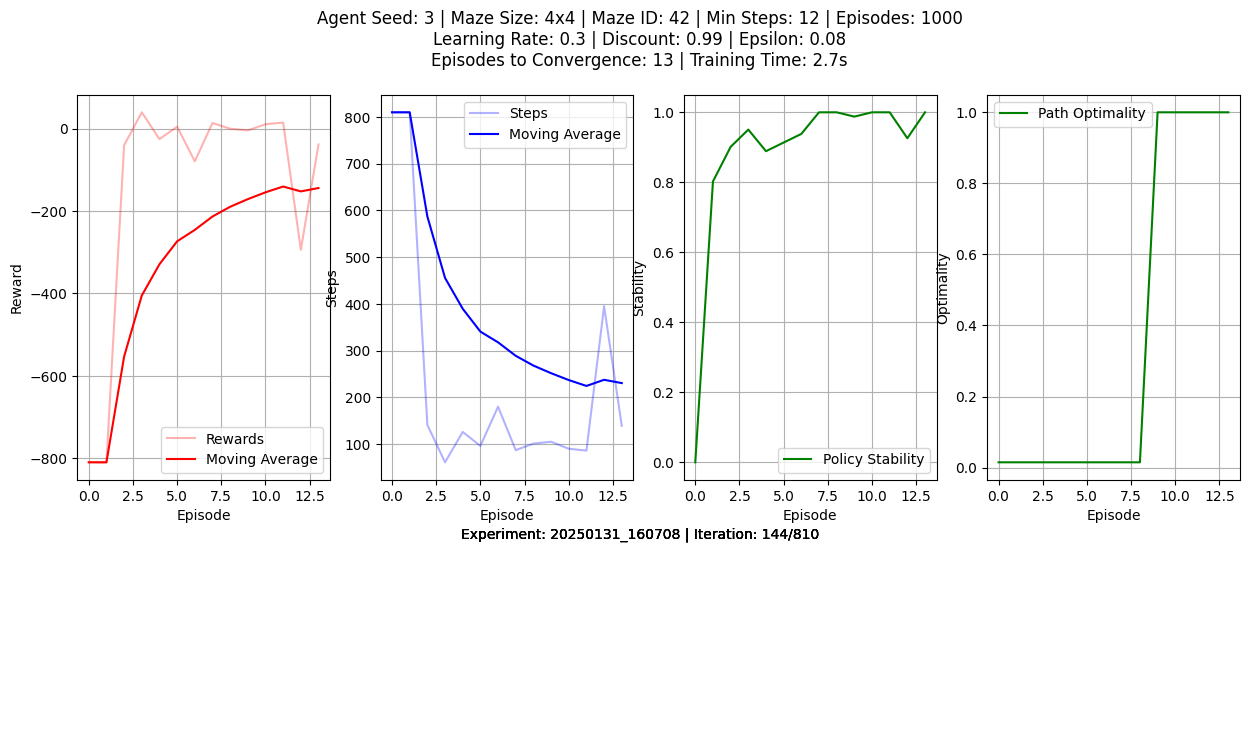 Agent Seed: 3 | Maze Size: 4x4 | Maze ID: 42 | Min Steps: 12 | Episodes: 1000
Learning Rate: 0.3 | Discount: 0.99 | Epsilon: 0.08
Episodes to Convergence: 13 | Training Time: 2.7s
Reward
0
−200
−400
−600
−800
Rewards
Moving Average
0.0 2.5 5.0 7.5 10.0 12.5
Episode
Steps
800
700
600
500
400
300
200
100
Steps
Moving Average
0.0 2.5 5.0 7.5 10.0 12.5
Episode
Stability
1.0
0.8
0.6
0.4
0.2
0.0
Policy Stability
0.0 2.5 5.0 7.5 10.0 12.5
Episode
Optimality
1.0
0.8
0.6
0.4
0.2
0.0
Path Optimality
0.0 2.5 5.0 7.5 10.0 12.5
Episode
Experiment: 20250131_160708 | Iteration: 144/810